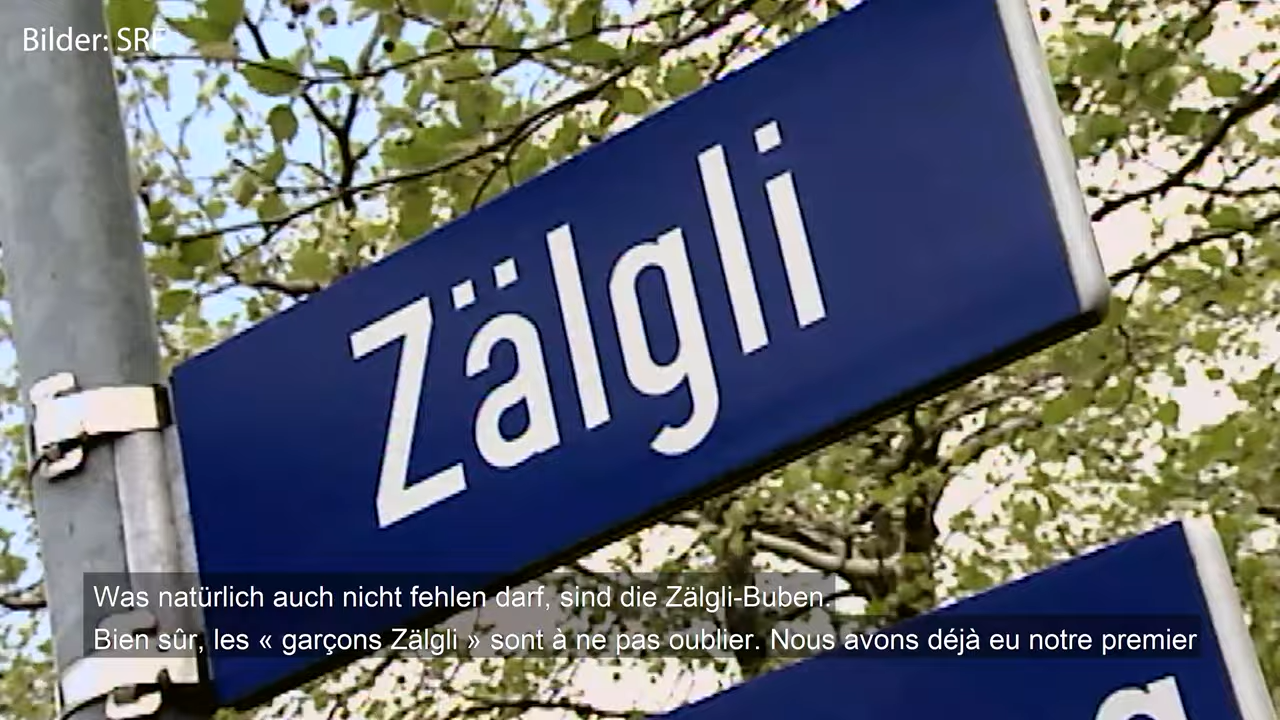 Bilder: SRF
Zälgli
Was natürlich auch nicht fehlen darf, sind die Zälgli-Buben.
Bien sûr, les « garçons Zälgli » sont à ne pas oublier. Nous avons déjà eu notre premier